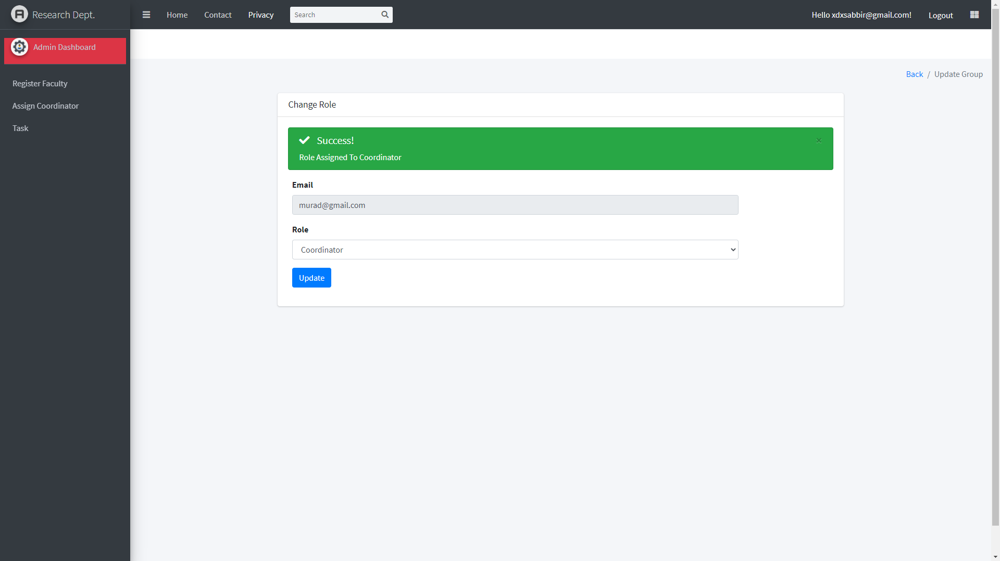 Research Dept.
Home
Contact
Privacy
Search
Hello xdxsabbir@gmail.com!
Logout
Admin Dashboard
Register Faculty
Assign Coordinator
Task
Back / Update Group
Change Role
Success!
×
Role Assigned To Coordinator
Email
murad@gmail.com
Role
Coordinator
Update